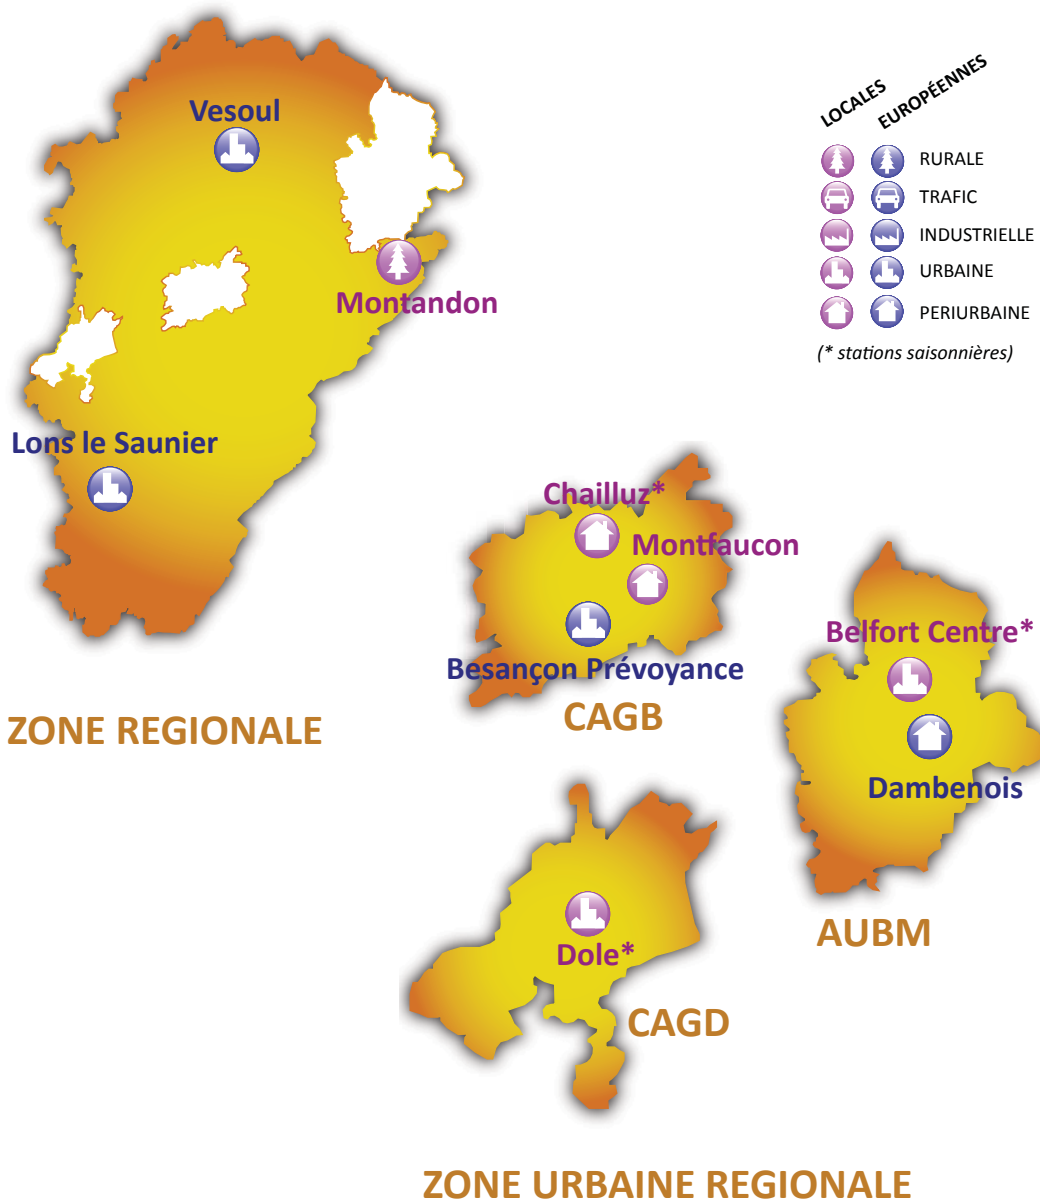 LOCALES
EUROPÉENNES
RURALE
TRAFIC
INDUSTRIELLE
URBAINE
PERIURBAINE
(* stations saisonnières)
Vesoul
Montandon
Lons le Saunier
ZONE REGIONALE
Chailluz*
Montfaucon
Besançon Prévoyance
CAGB
Belfort Centre*
Dambenois
AUBM
Dole*
CAGD
ZONE URBAINE REGIONALE